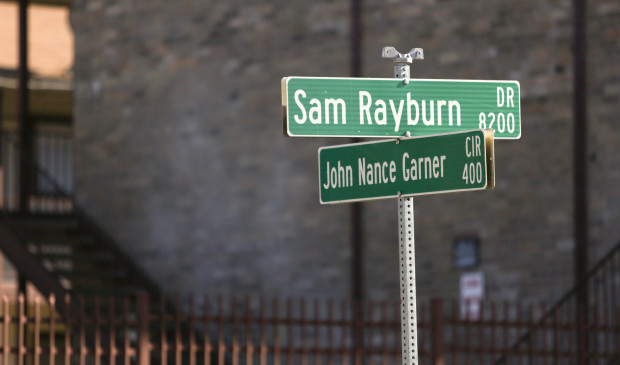 Sam Rayburn DR
8200
John Nance Garner CIR
400